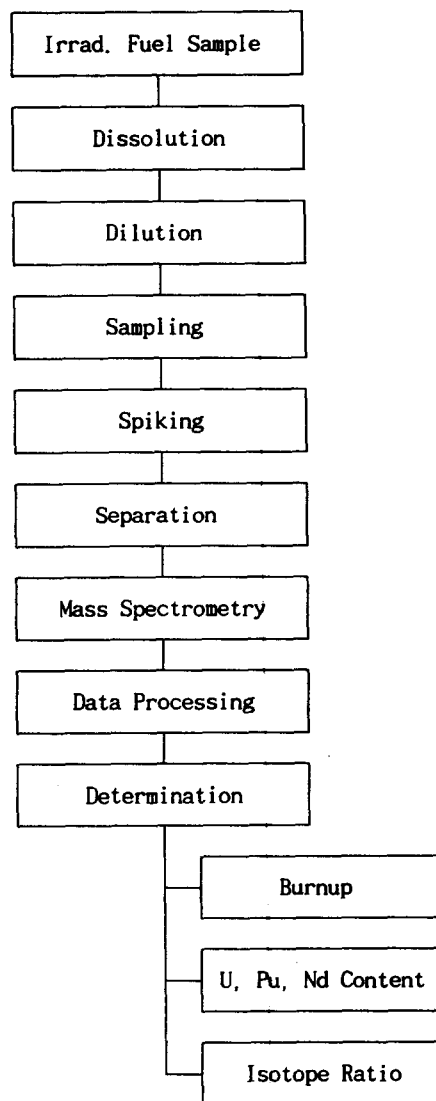 Irrad. Fuel Sample
Dissolution
Dilution
Sampling
Spiking
Separation
Mass Spectrometry
Data Processing
Determination
Burnup
U, Pu, Nd Content
Isotope Ratio